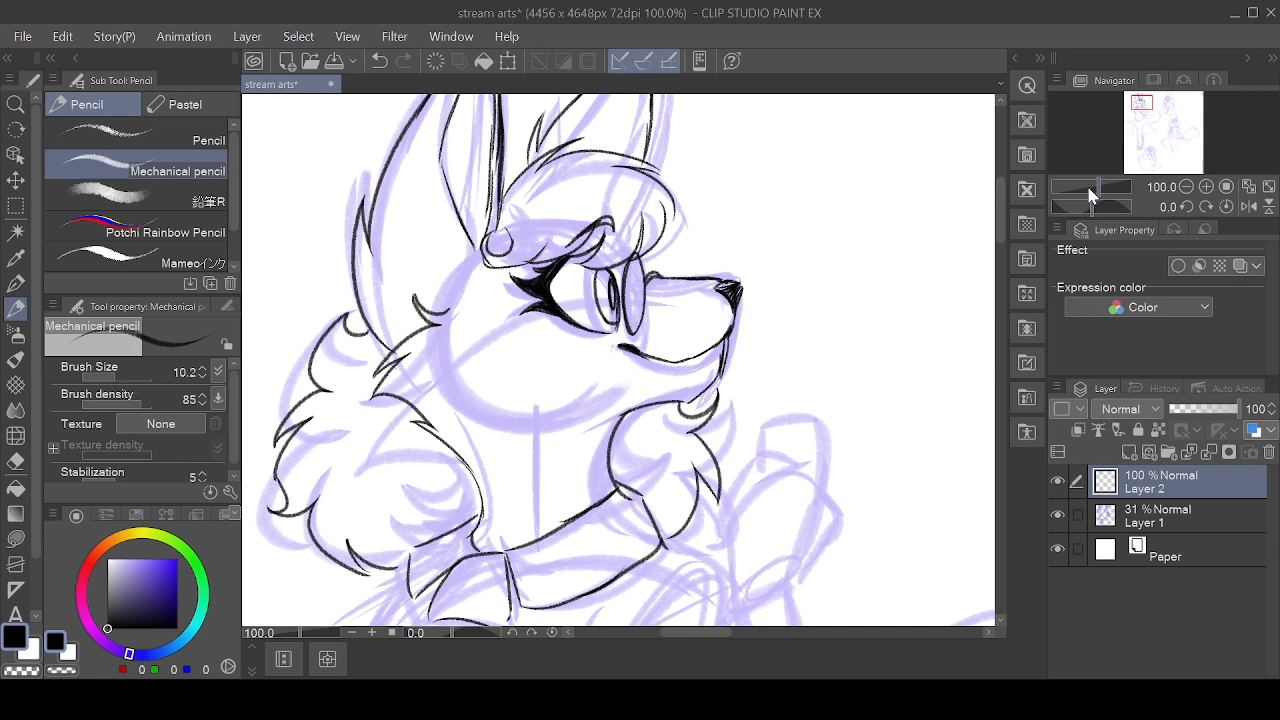 stream arts* (4456 x 4648px 72dpi 100.0%)  - CLIP STUDIO PAINT EX
File Edit Story(P) Animation Layer Select View Filter Window Help
Sub Tool: Pencil
stream arts*
Navigator
Pencil Pastel
Pencil
Mechanical pencil
鉛筆R
Potchi Rainbow Pencil
100.0
0.0
Layer Property
Effect
Expression color
Color
Tool property: Mechanical p
Mechanical pencil
Brush Size 10.2
Brush density 85
Texture None
Texture density
Stabilization 5
Layer History Auto Action
Normal 100
100 % Normal
Layer 2
31 % Normal
Layer 1
Paper
A
100.0 0.0
0 0 0